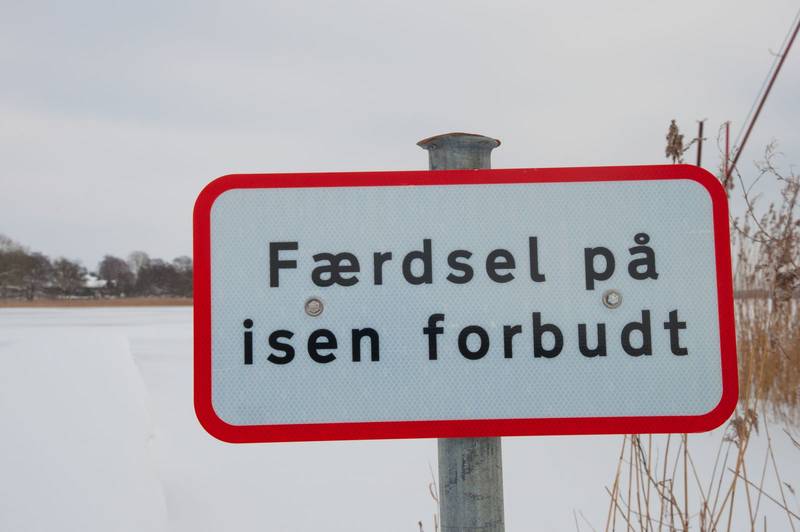 Færdsel på
isen forbudt